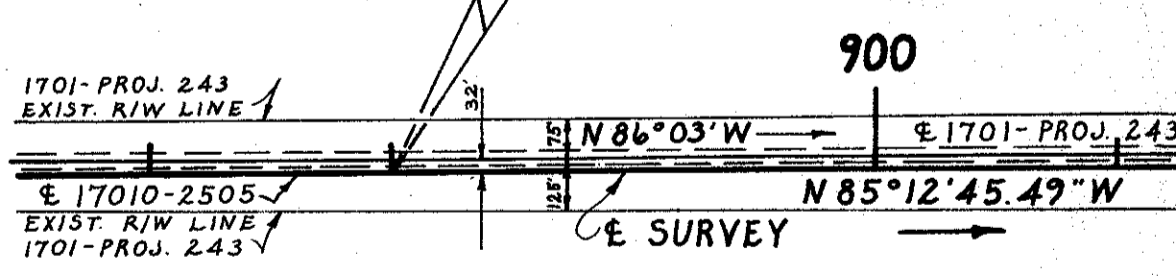 900
1701-PROJ. 243
EXIST. R/W LINE
32'
75'
N 86°03'W
℄ 1701-PROJ. 243
℄ 17010-2505
125'
N 85°12'45.49"W
EXIST. R/W LINE
1701-PROJ. 243
℄ SURVEY